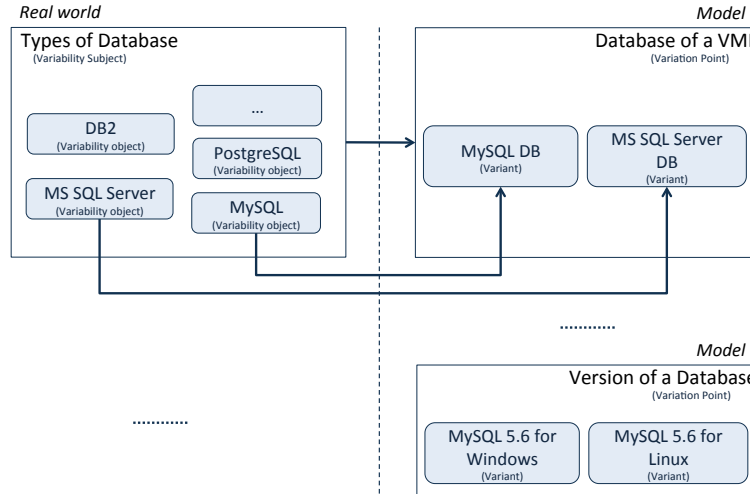 Real world
Types of Database
(Variability Subject)
...
DB2
(Variability object)
PostgreSQL
(Variability object)
MS SQL Server
(Variability object)
MySQL
(Variability object)
............
Model
Database of a VM
(Variation Point)
MySQL DB
(Variant)
MS SQL Server
DB
(Variant)
............
Model
Version of a Database
(Variation Point)
MySQL 5.6 for
Windows
(Variant)
MySQL 5.6 for
Linux
(Variant)